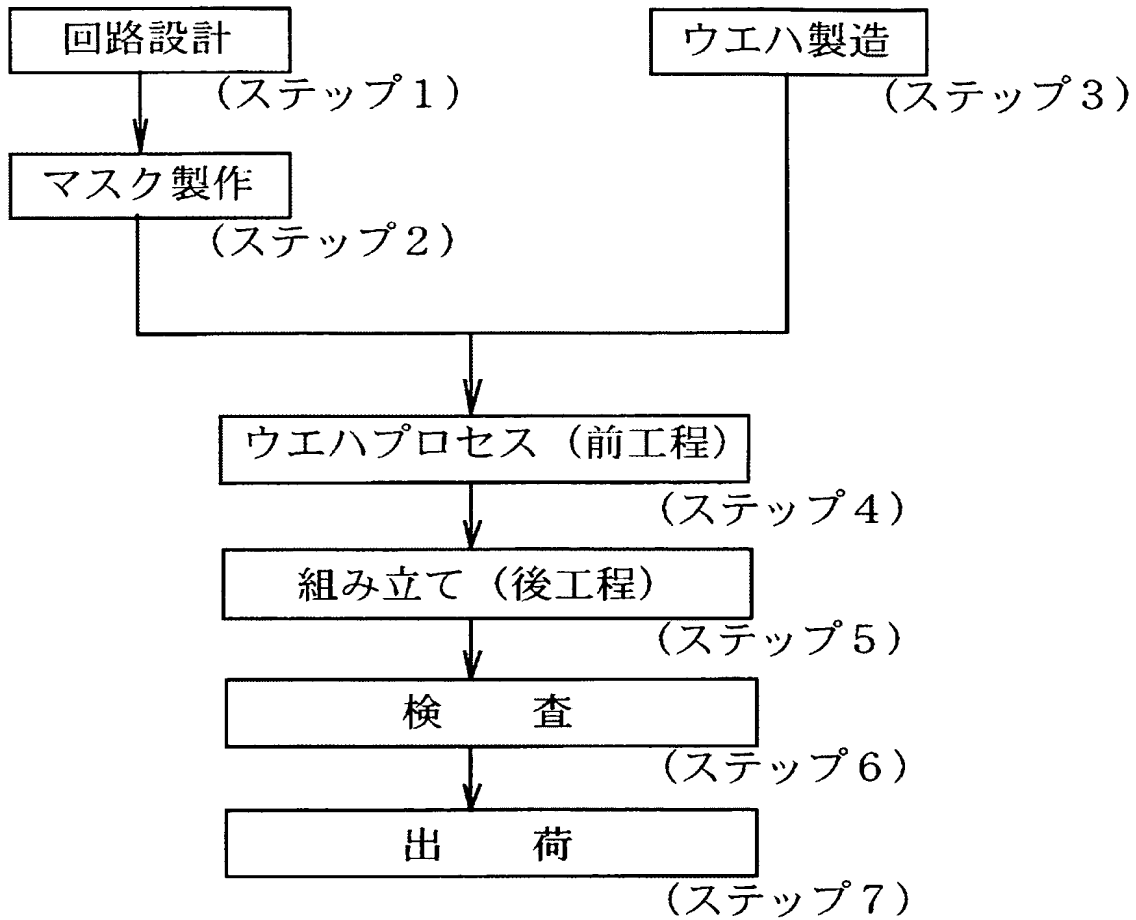 回路設計
(ステップ1)
ウエハ製造
(ステップ3)
マスク製作
(ステップ2)
ウエハプロセス(前工程)
(ステップ4)
組み立て(後工程)
(ステップ5)
検　　査
(ステップ6)
出　　荷
(ステップ7)